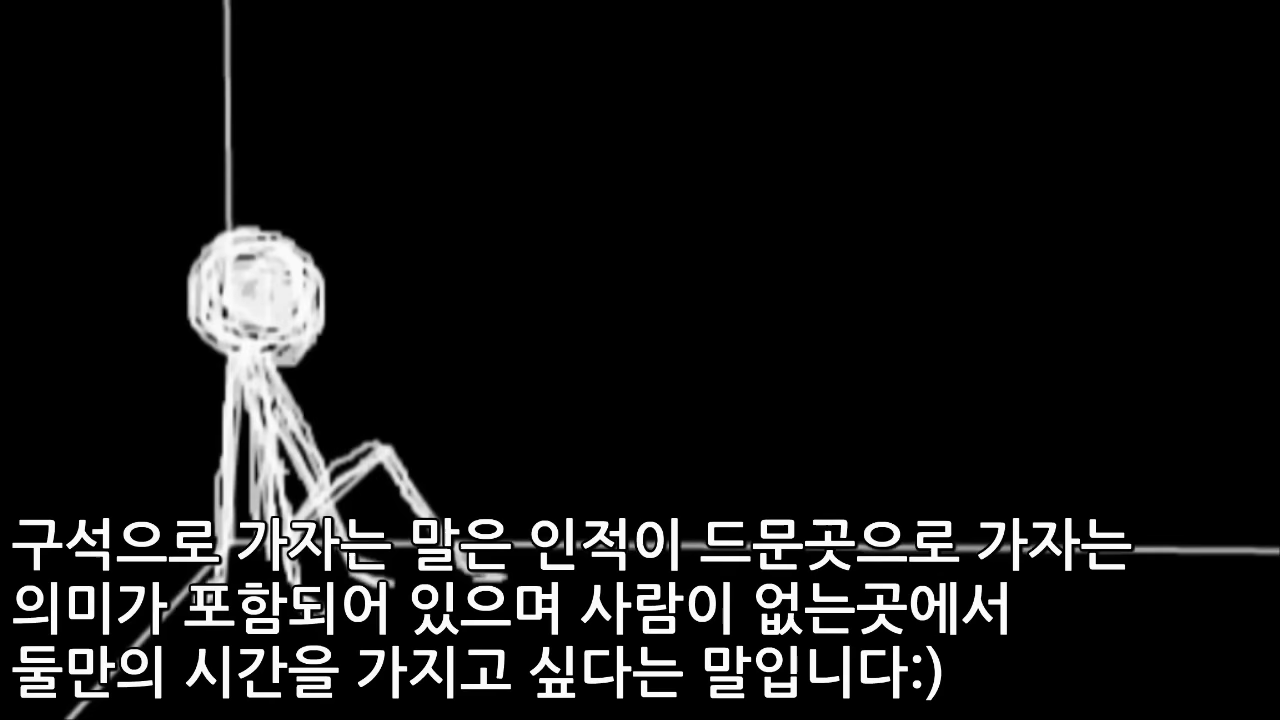 구석으로 가자는 말은 인적이 드문곳으로 가자는
의미가 포함되어 있으며 사람이 없는곳에서
둘만의 시간을 가지고 싶다는 말입니다:)